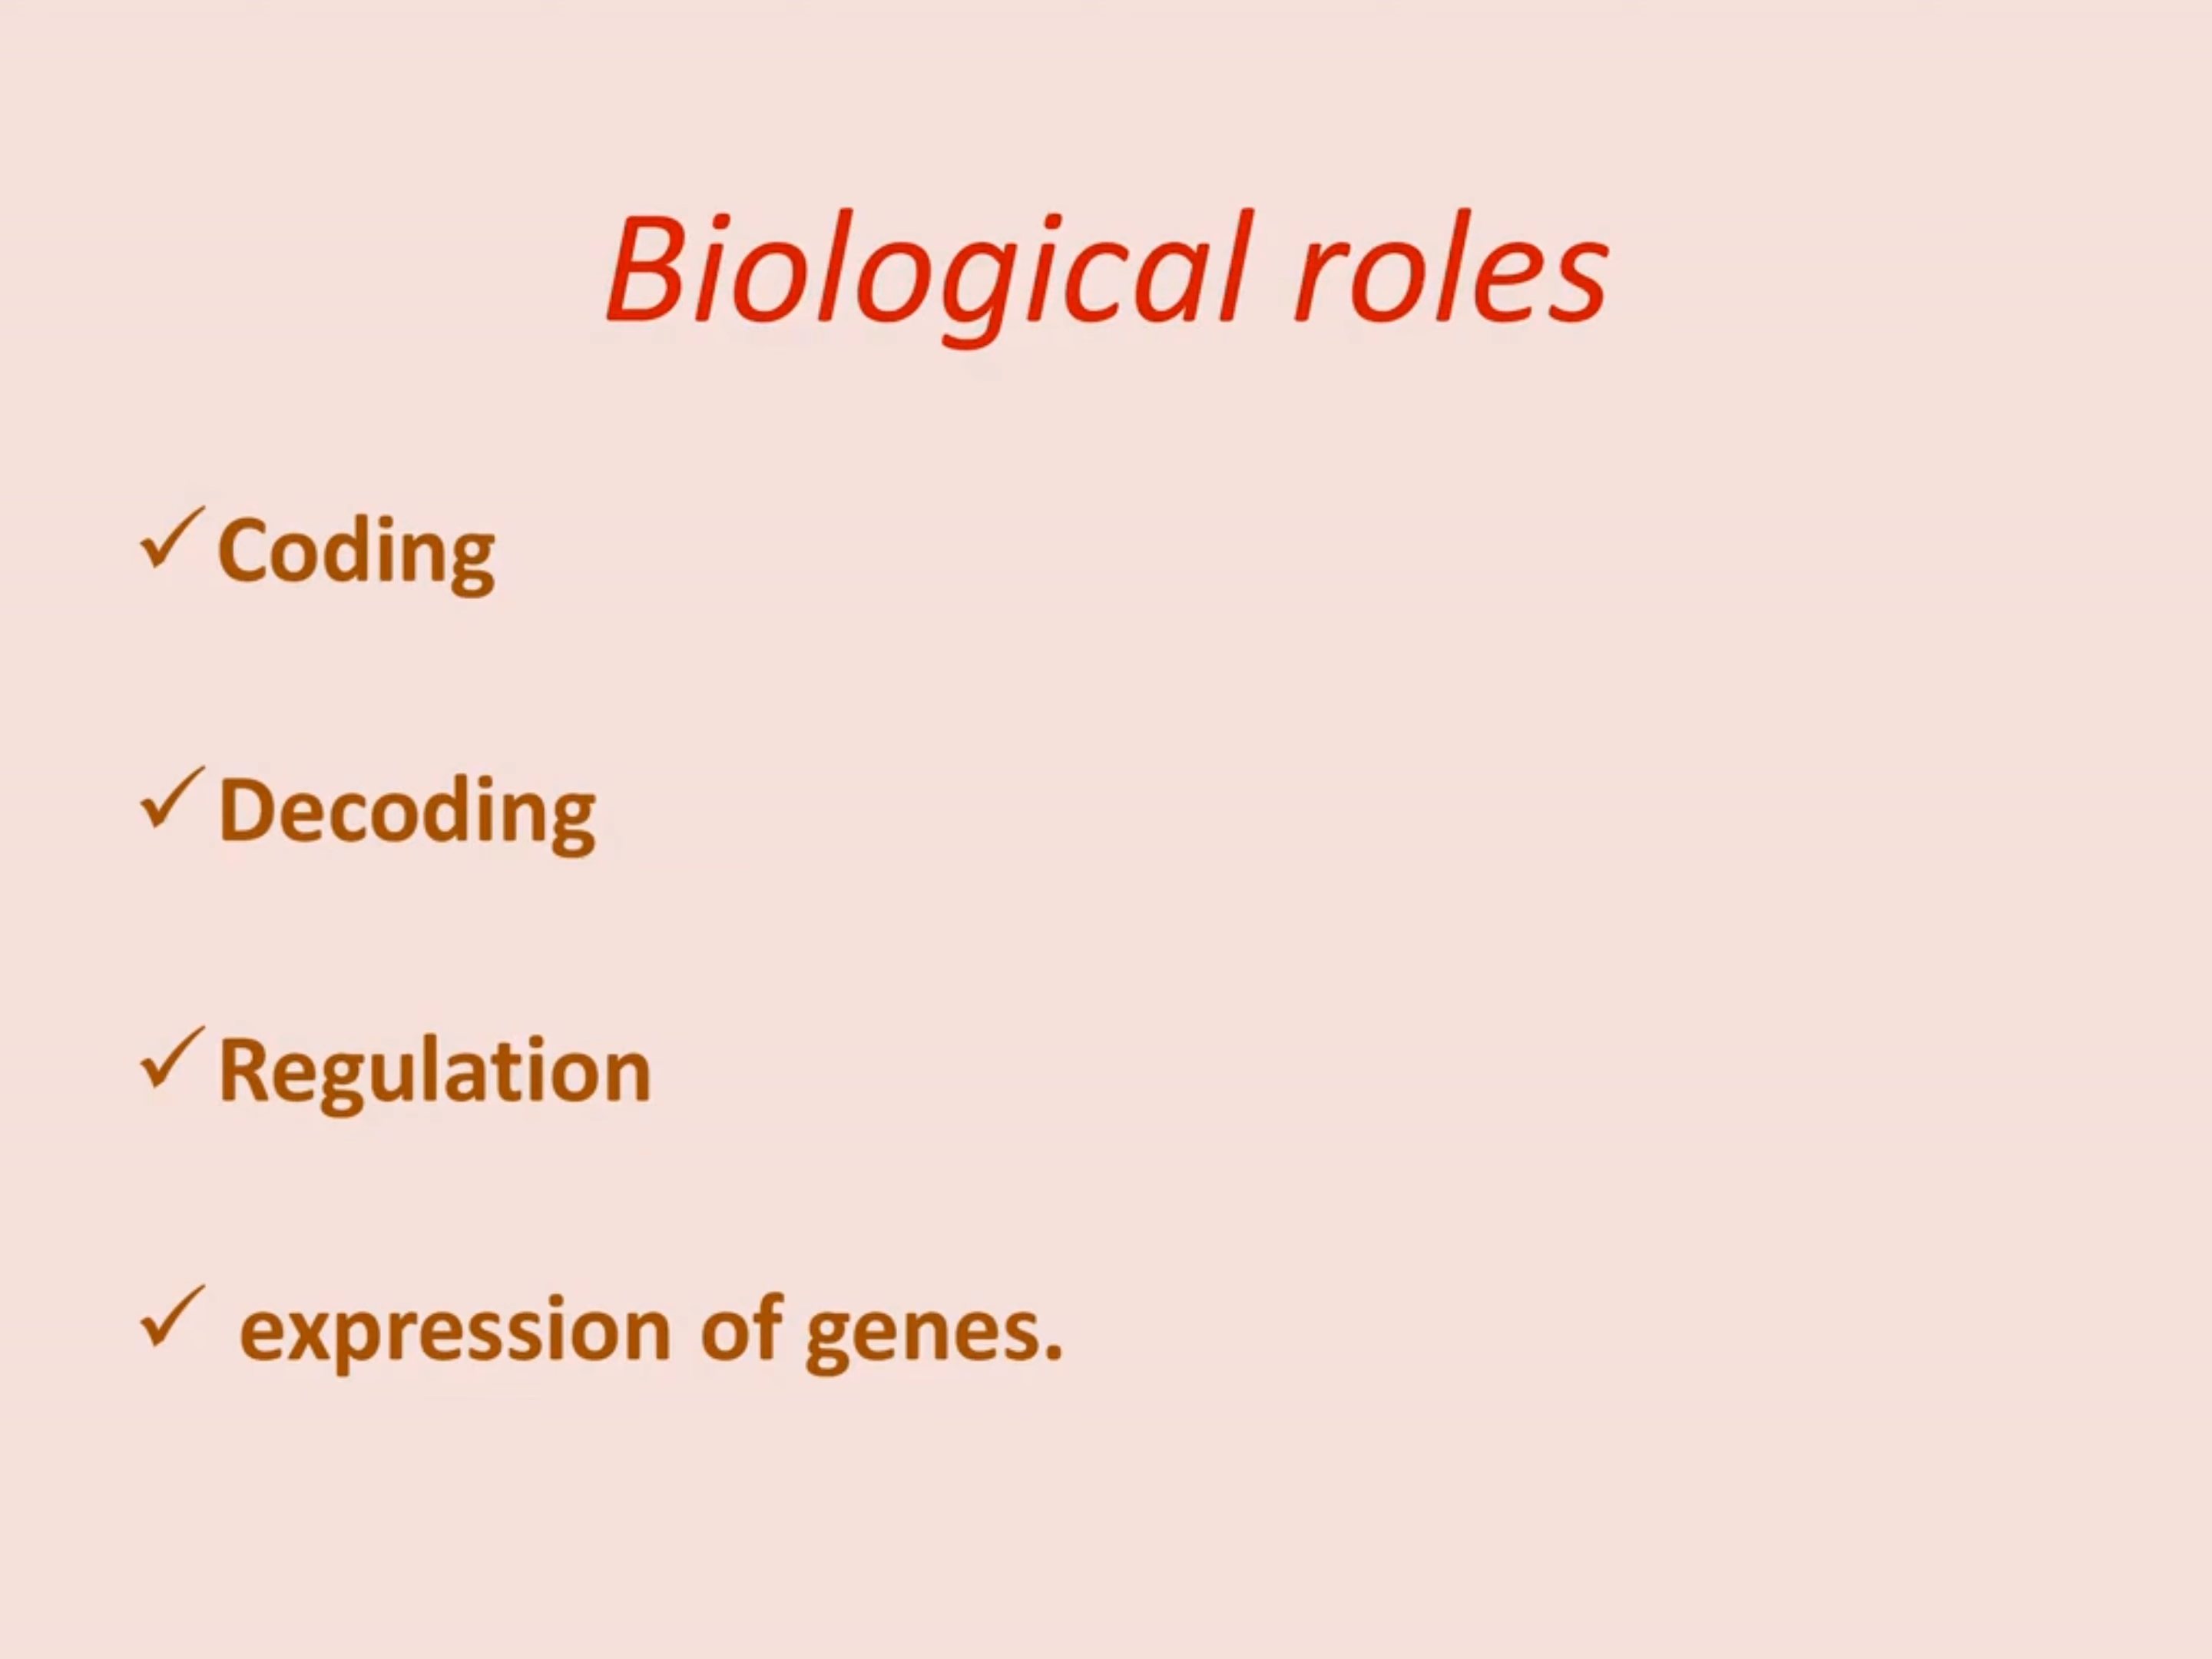 Biological roles
✓ Coding
✓ Decoding
✓ Regulation
✓ expression of genes.